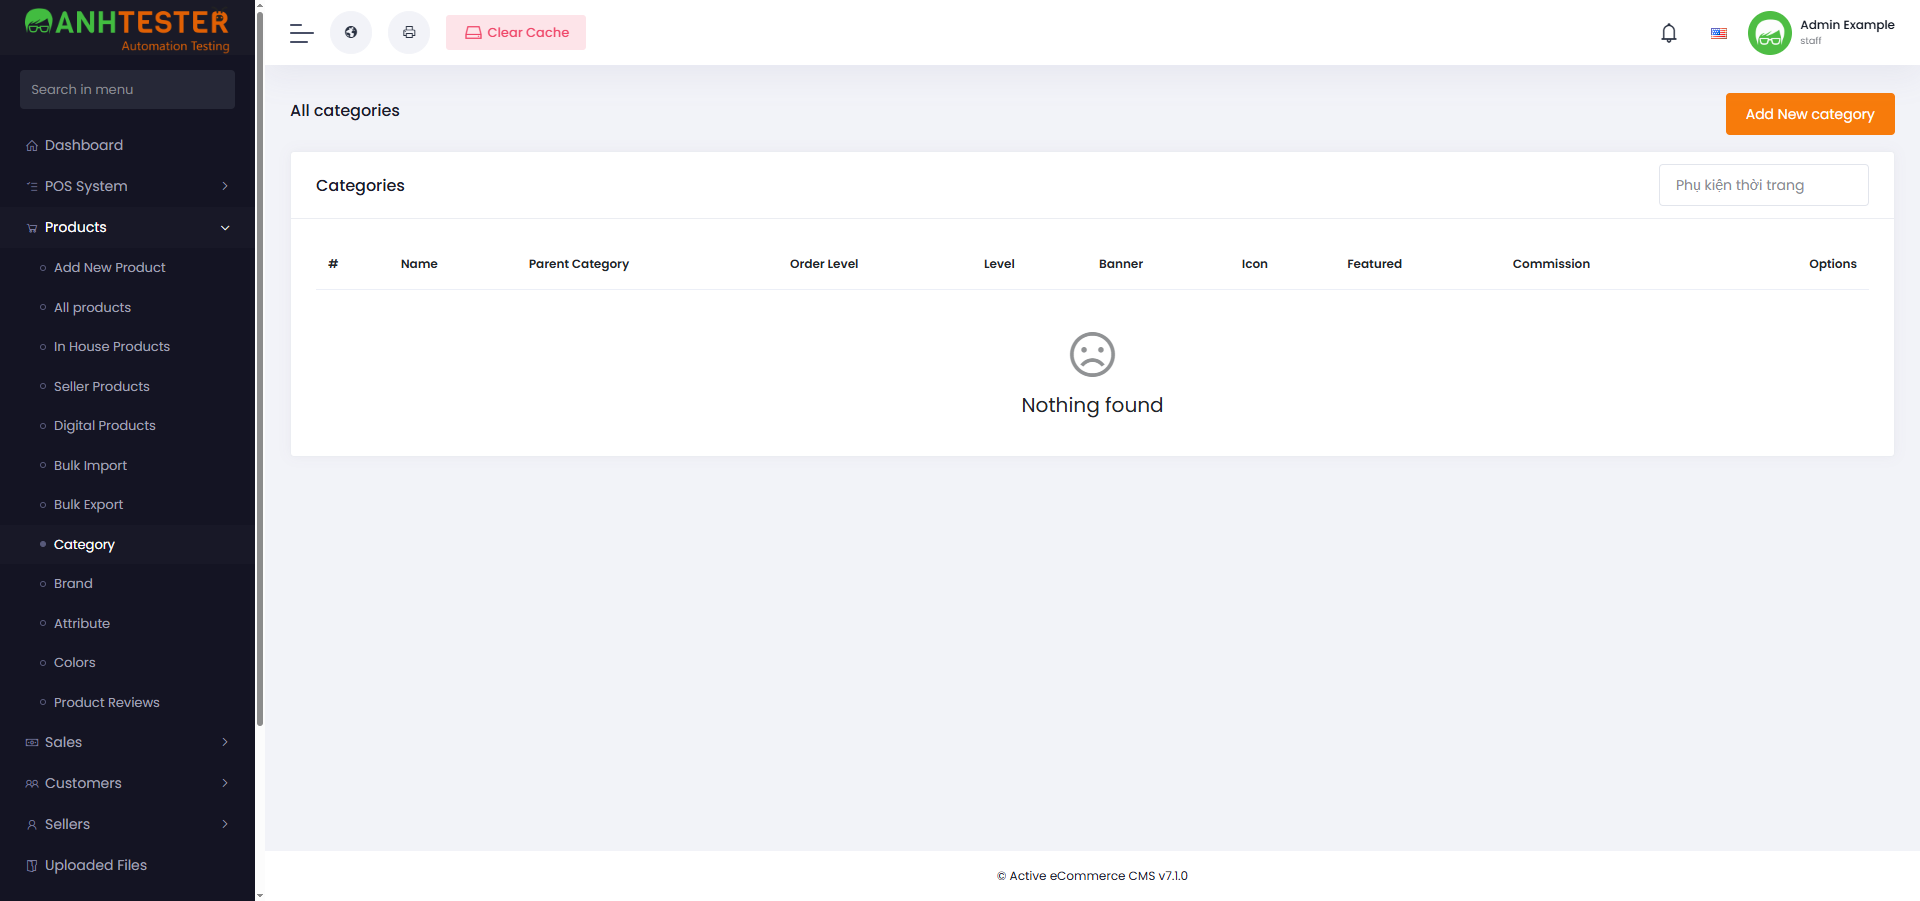 ANHTESTER
Automation Testing
Search in menu
Dashboard
POS System
Products
Add New Product
All products
In House Products
Seller Products
Digital Products
Bulk Import
Bulk Export
Category
Brand
Attribute
Colors
Product Reviews
Sales
Customers
Sellers
Uploaded Files
Clear Cache
Admin Example
staff
All categories
Add New category
Categories
Phụ kiện thời trang
# Name Parent Category Order Level Level Banner Icon Featured Commission Options
Nothing found
© Active eCommerce CMS v7.1.0